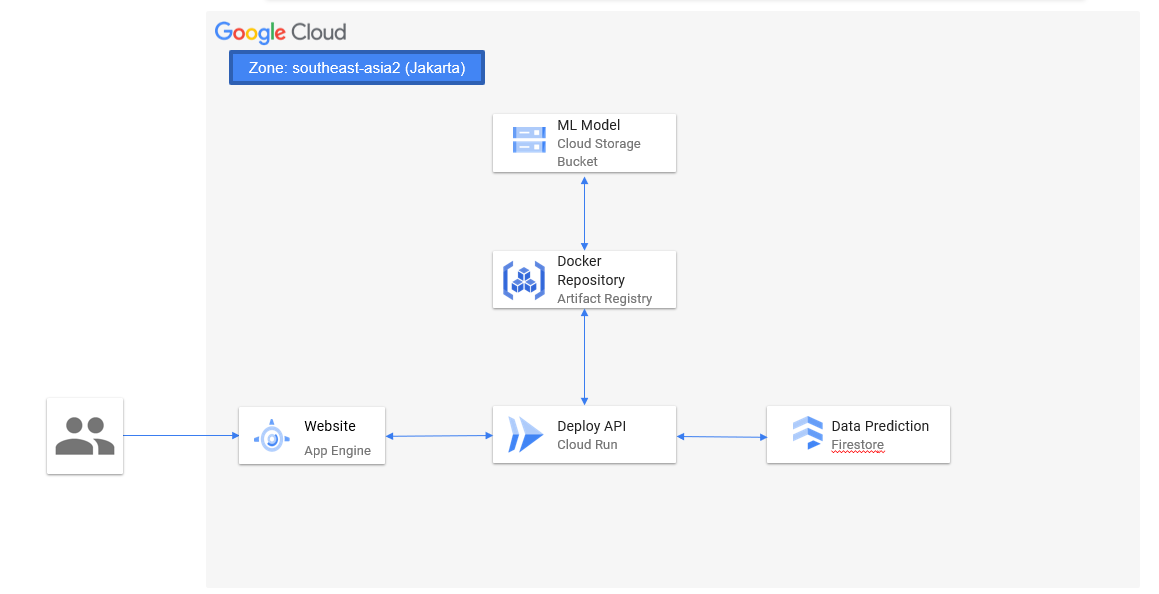 Google Cloud
Zone: southeast-asia2 (Jakarta)
ML Model
Cloud Storage
Bucket
Docker
Repository
Artifact Registry
Website
App Engine
Deploy API
Cloud Run
Data Prediction
Firestore